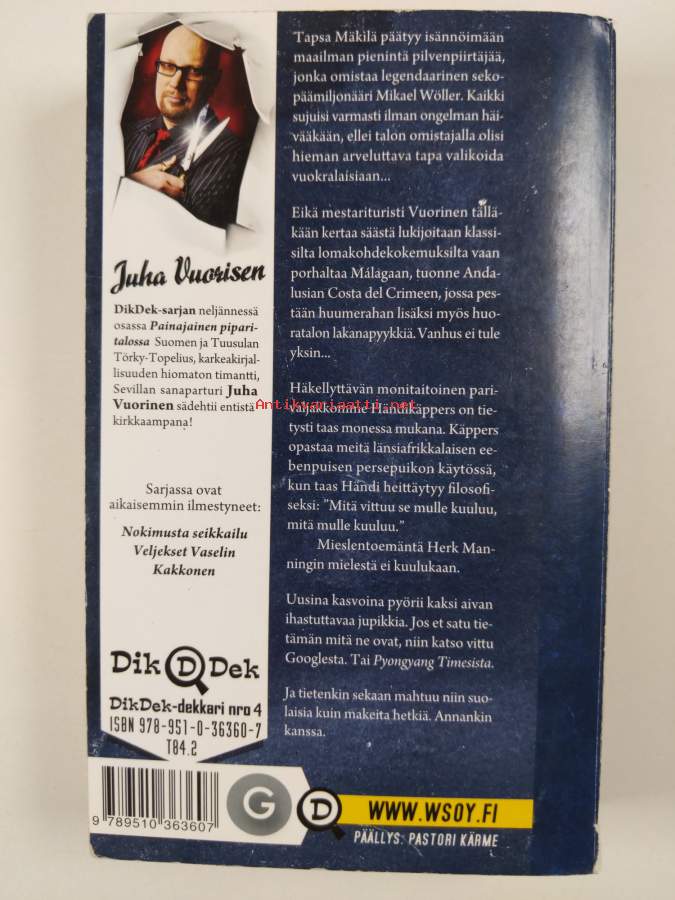 Juha Vuorisen
DikDek-sarjan neljännessä
osassa Painajainen pipari-
talossa Suomen ja Tuusulan
Törky-Topelius, karkeakirjal-
lisuuden hiomaton timantti,
Sevillan sanaparturi Juha
Vuorinen sädehtii entistä
kirkkaampana!
Sarjassa ovat
aikaisemmin ilmestyneet:
Nokimusta seikkailu
Veljekset Vaselin
Kakkonen
Dik D Dek
DikDek-dekkari nro 4
ISBN 978-951-0-36360-7
T84.2
Tapsa Mäkilä päätyy isännöimään
maailman pienintä pilvenpiirtäjää,
jonka omistaa legendaarinen seko-
päämiljonääri Mikael Wöller. Kaikki
sujuisi varmasti ilman ongelman häi-
vääkään, ellei talon omistajalla olisi
hieman arveluttava tapa valikoida
vuokralaisiaan...
Eikä mestarituristi Vuorinen tällä-
kään kertaa säästä lukijoitaan klassi-
silta lomakohdekokemuksilta vaan
porhaltaa Málagaan, tuonne Anda-
lusian Costa del Crimeen, jossa pes-
tään huumerahan lisäksi myös huo-
ratalon lakanapyykkiä. Vanhus ei tule
yksin...
Häkellyttävän monitaitoinen pari-
valjakkomme Händikäppers on tie-
tysti taas monessa mukana. Käppers
opastaa meitä länsiafrikkalaisen ee-
benpuisen persepuikon käytössä,
kun taas Händi heittäytyy filosofi-
seksi: ”Mitä vittuu se mulle kuuluu,
mitä mulle kuuluu.”
Mieslentoemäntä Herk Man-
ningin mielestä ei kuulukaan.
Uusina kasvoina pyörii kaksi aivan
ihastuttavaa jupikkia. Jos et satu tie-
tämän mitä ne ovat, niin katso vittu
Googlesta. Tai Pyongyang Timesista.
Ja tietenkin sekaan mahtuu niin suo-
laisia kuin makeita hetkiä. Annankin
kanssa.
Antikvariaatti.net
9 789510 363607
G
D
WWW.WSOY.FI
PÄÄLLYS: PASTORI KÄRME